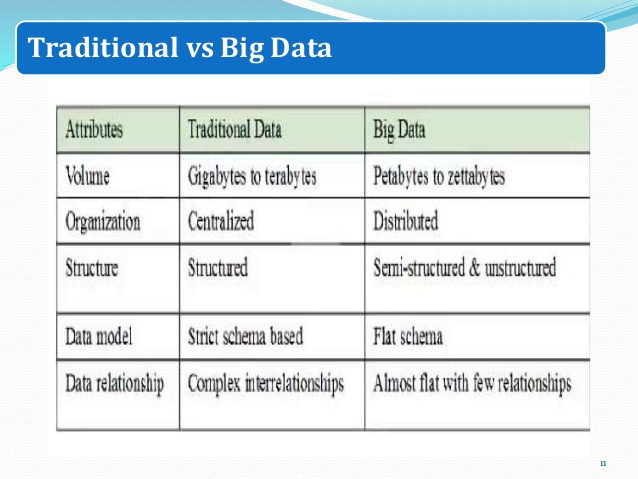 Traditional vs Big Data
Attributes Traditional Data Big Data
Volume Gigabytes to terabytes Petabytes to zettabytes
Organization Centralized Distributed
Structure Structured Semi-structured & unstructured
Data model Strict schema based Flat schema
Data relationship Complex interrelationships Almost flat with few relationships
11